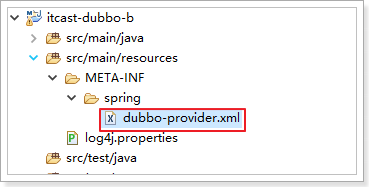 itcast-dubbo-b
src/main/java
src/main/resources
META-INF
spring
dubbo-provider.xml
log4j.properties
src/test/java